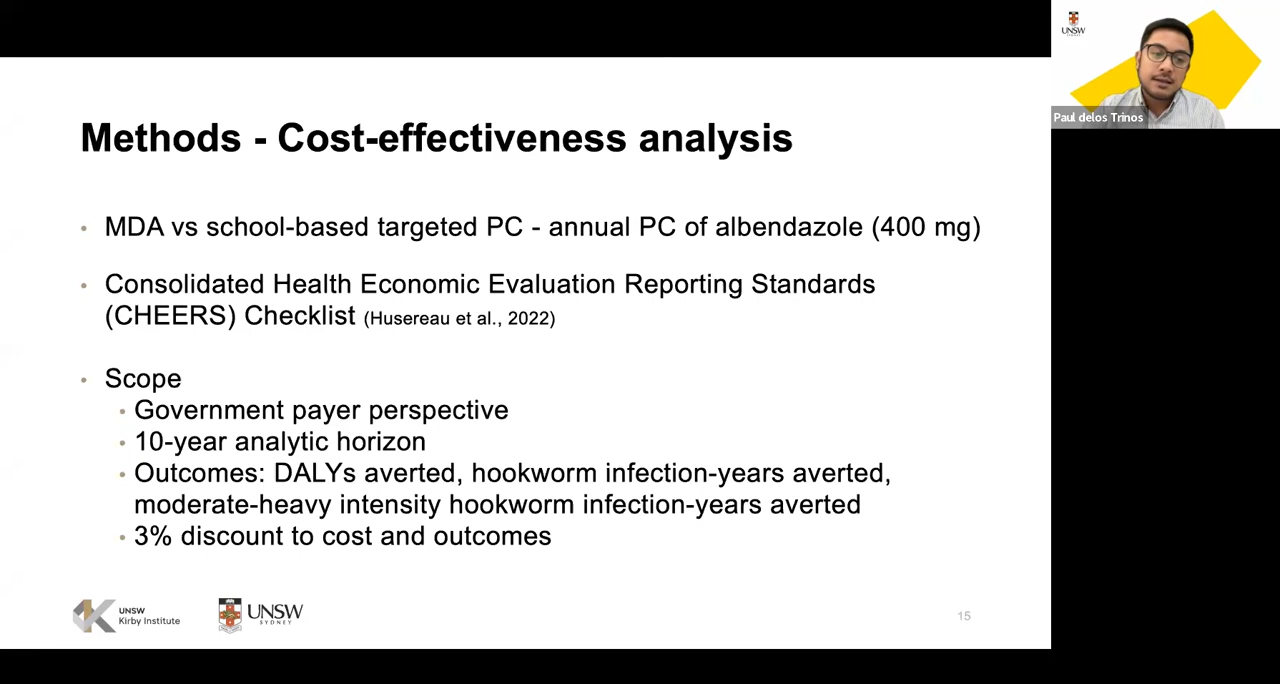 Methods - Cost-effectiveness analysis
• MDA vs school-based targeted PC - annual PC of albendazole (400 mg)
• Consolidated Health Economic Evaluation Reporting Standards
(CHEERS) Checklist (Husereau et al., 2022)
• Scope
• Government payer perspective
• 10-year analytic horizon
• Outcomes: DALYs averted, hookworm infection-years averted,
moderate-heavy intensity hookworm infection-years averted
• 3% discount to cost and outcomes
UNSW
Kirby Institute
UNSW
SYDNEY
15
UNSW
SYDNEY
Paul delos Trinos